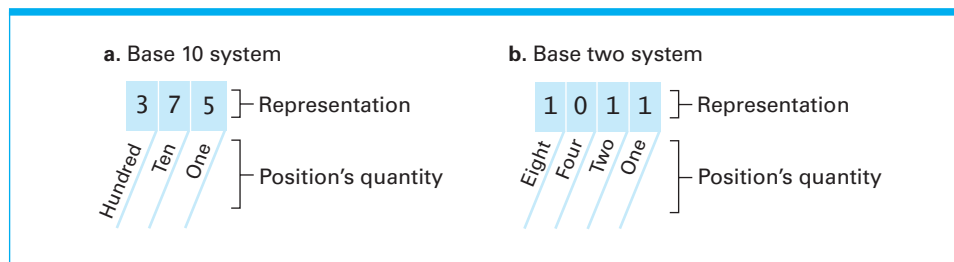 a. Base 10 system
3 7 5
Representation
Hundred
Ten
One
Position's quantity
b. Base two system
1 0 1 1
Representation
Eight
Four
Two
One
Position's quantity